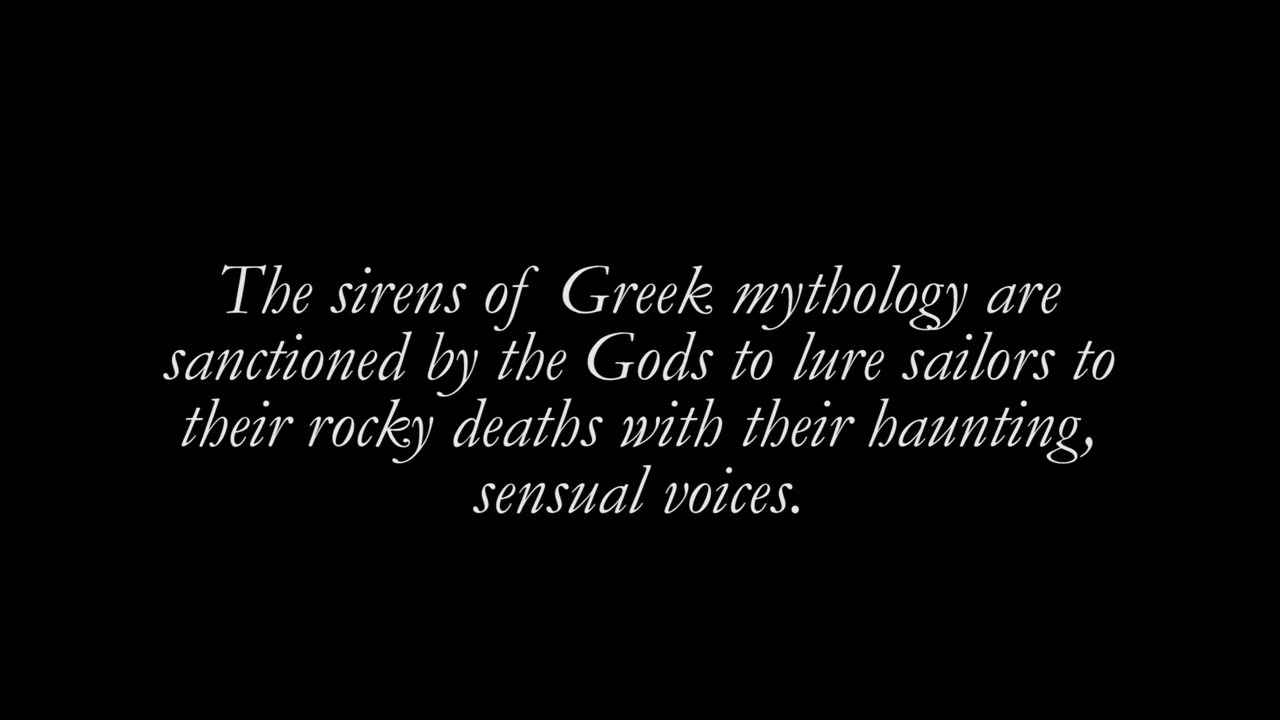 The sirens of Greek mythology are
sanctioned by the Gods to lure sailors to
their rocky deaths with their haunting,
sensual voices.